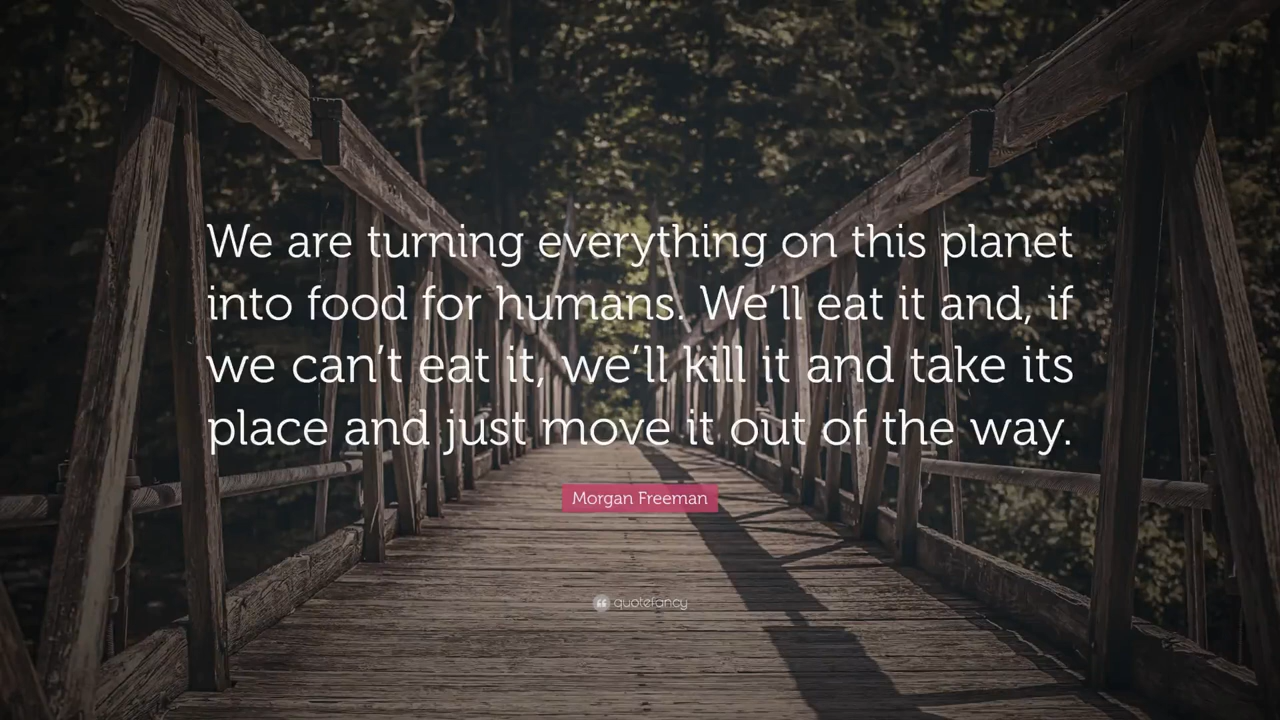 We are turning everything on this planet
into food for humans. We’ll eat it and, if
we can’t eat it, we’ll kill it and take its
place and just move it out of the way.
Morgan Freeman
quotefancy